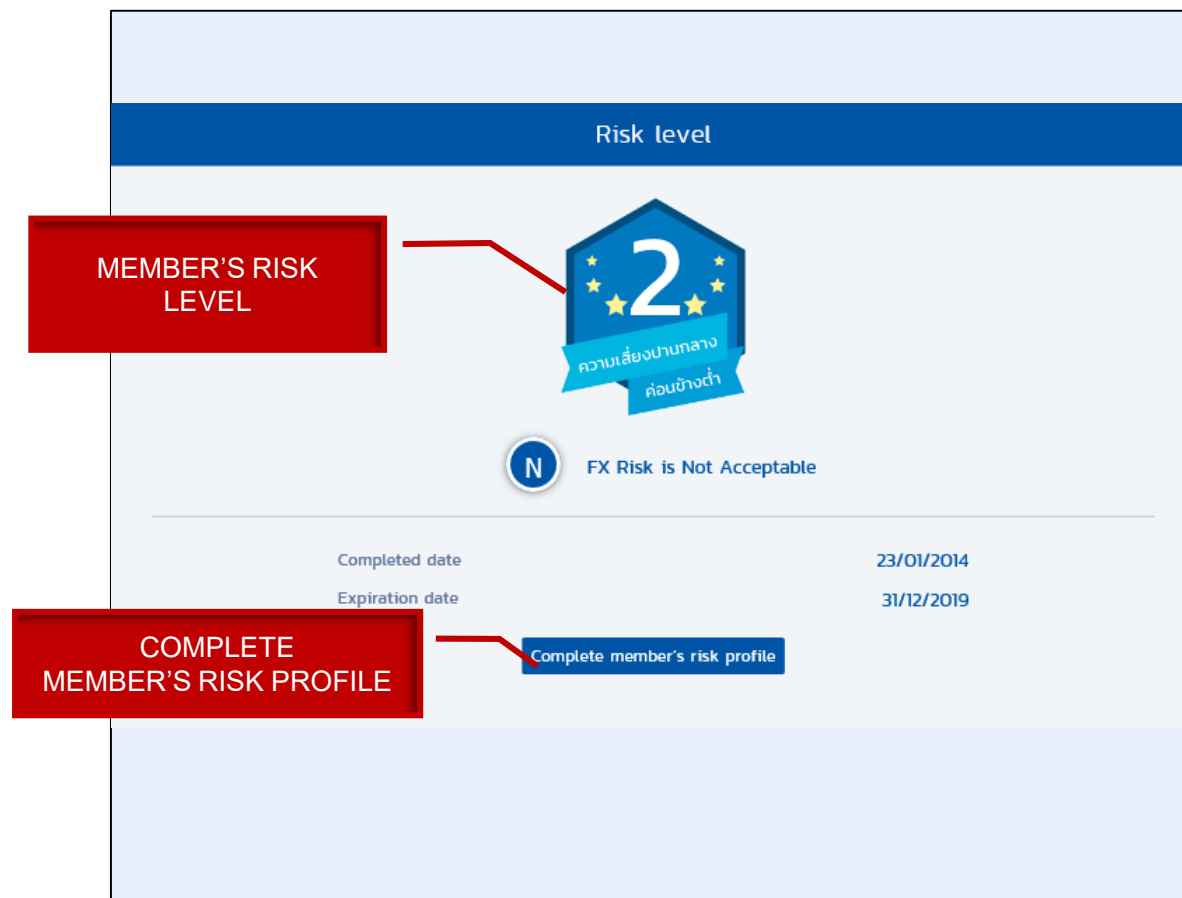 Risk level
MEMBER’S RISK
LEVEL
2
ความเสี่ยงปานกลาง
ค่อนข้างต่ำ
N FX Risk is Not Acceptable
Completed date 23/01/2014
Expiration date 31/12/2019
COMPLETE
MEMBER’S RISK PROFILE
Complete member's risk profile